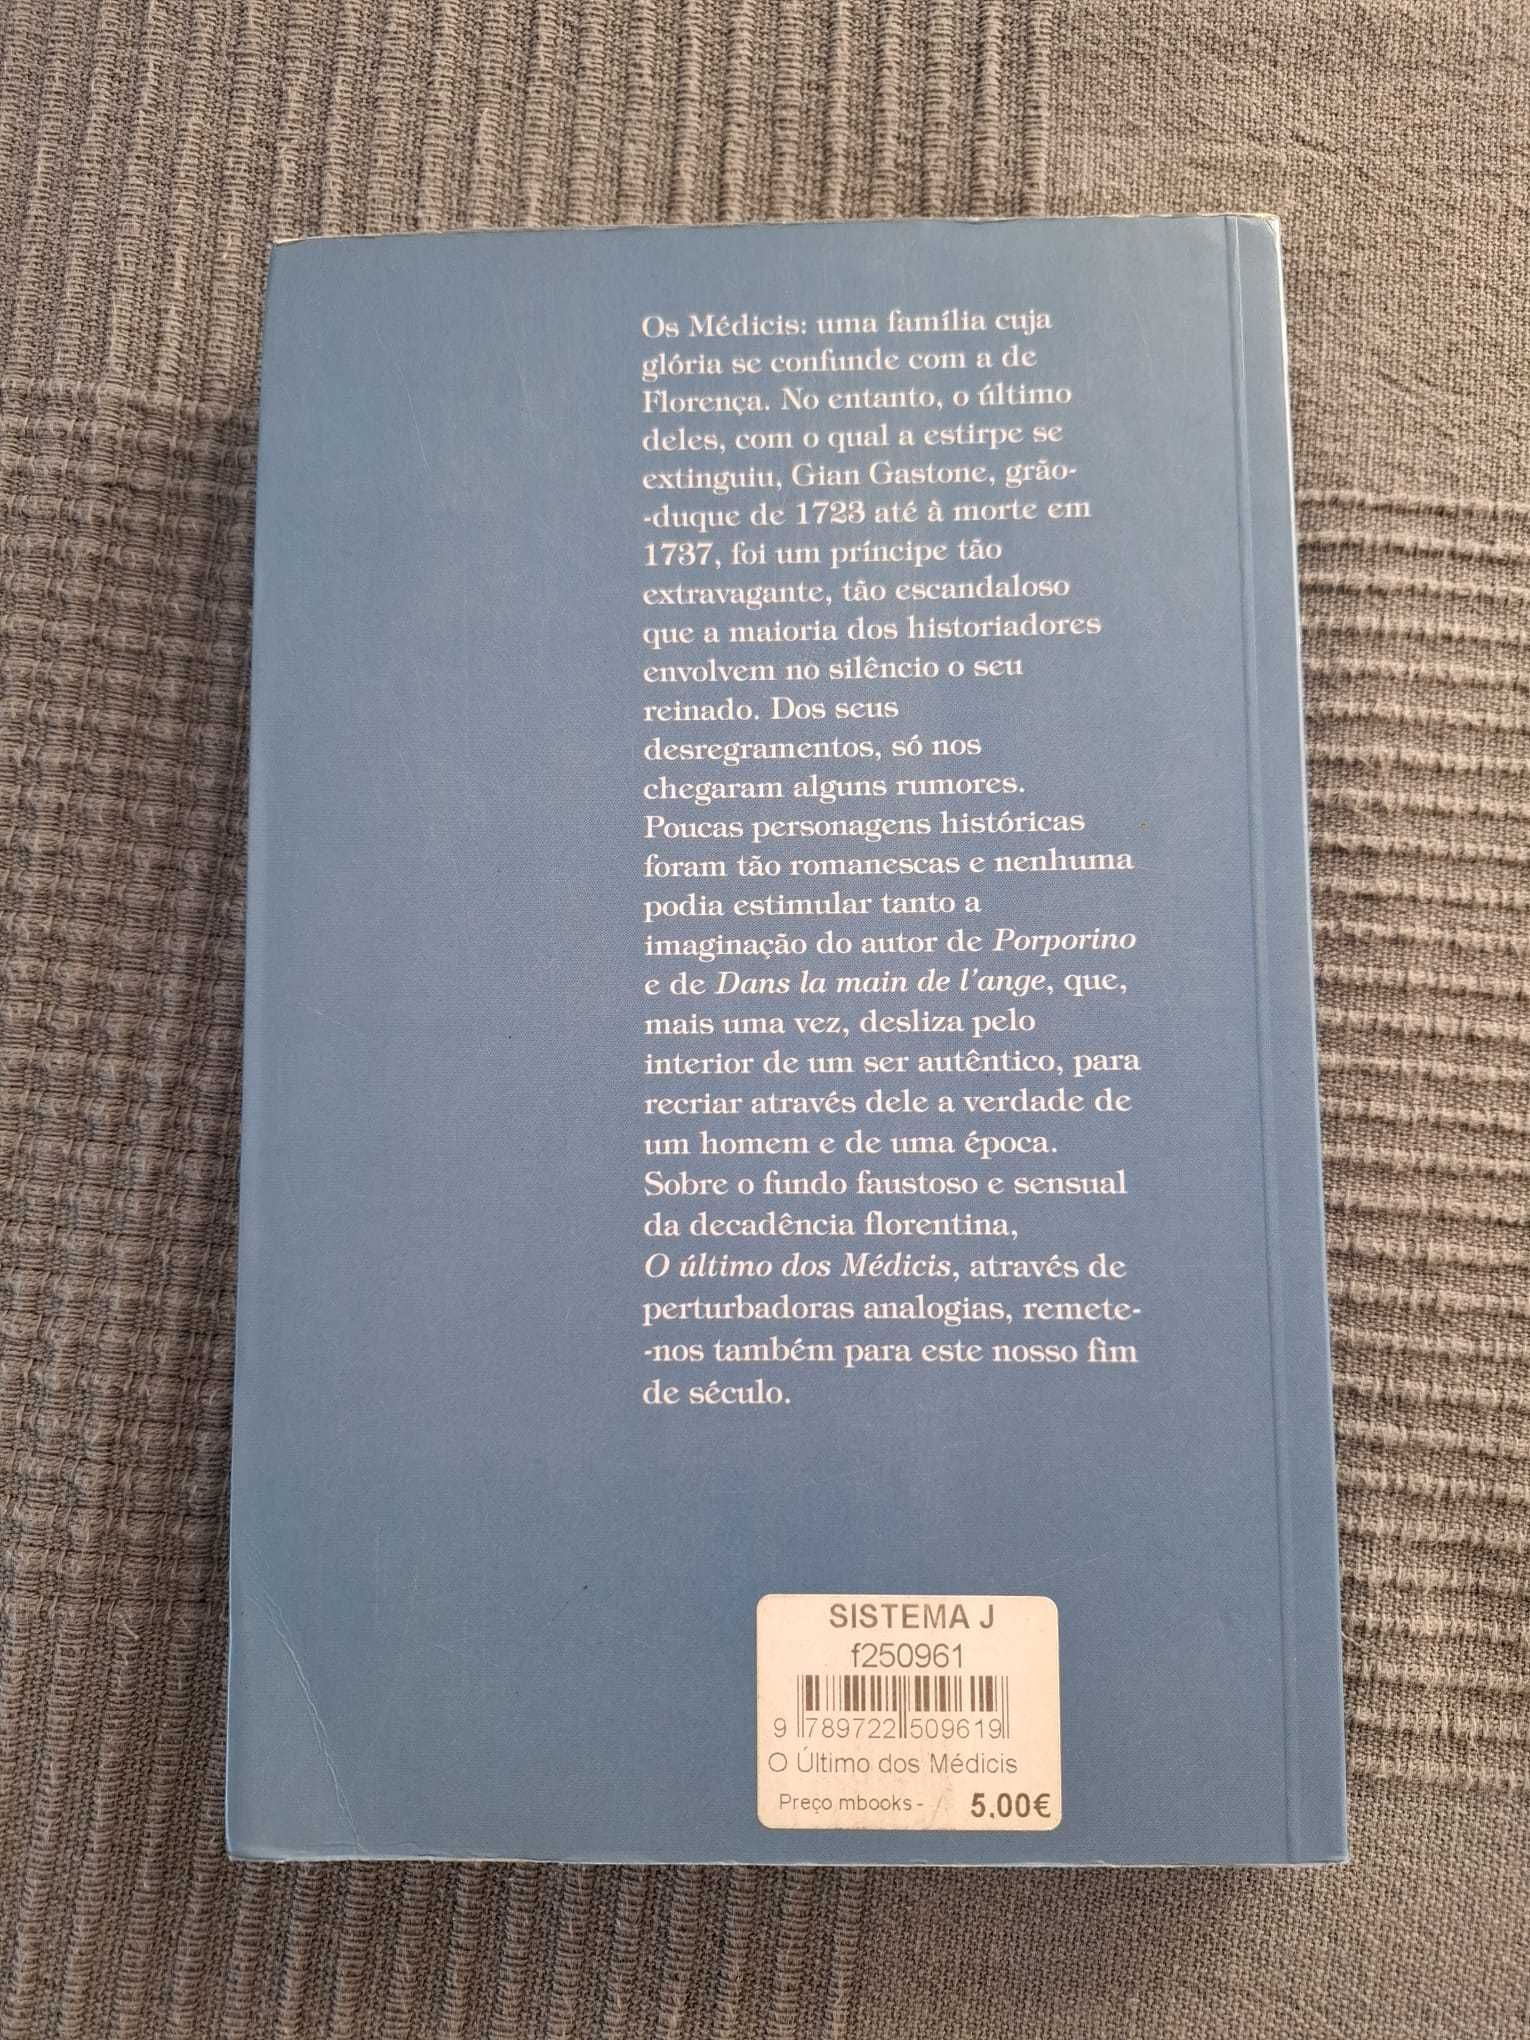 Os Médicis: uma família cuja
glória se confunde com a de
Florença. No entanto, o último
deles, com o qual a estirpe se
extinguiu, Gian Gastone, grão-
-duque de 1723 até à morte em
1737, foi um príncipe tão
extravagante, tão escandaloso
que a maioria dos historiadores
envolvem no silêncio o seu
reinado. Dos seus
desregramentos, só nos
chegaram alguns rumores.
Poucas personagens históricas
foram tão romanescas e nenhuma
podia estimular tanto a
imaginação do autor de Porporino
e de Dans la main de l'ange, que,
mais uma vez, desliza pelo
interior de um ser autêntico, para
recriar através dele a verdade de
um homem e de uma época.
Sobre o fundo faustoso e sensual
da decadência florentina,
O último dos Médicis, através de
perturbadoras analogias, remete-
-nos também para este nosso fim
de século.
SISTEMA J
f250961
9 789722 509619
O Último dos Médicis
Preço mbooks - 5,00€